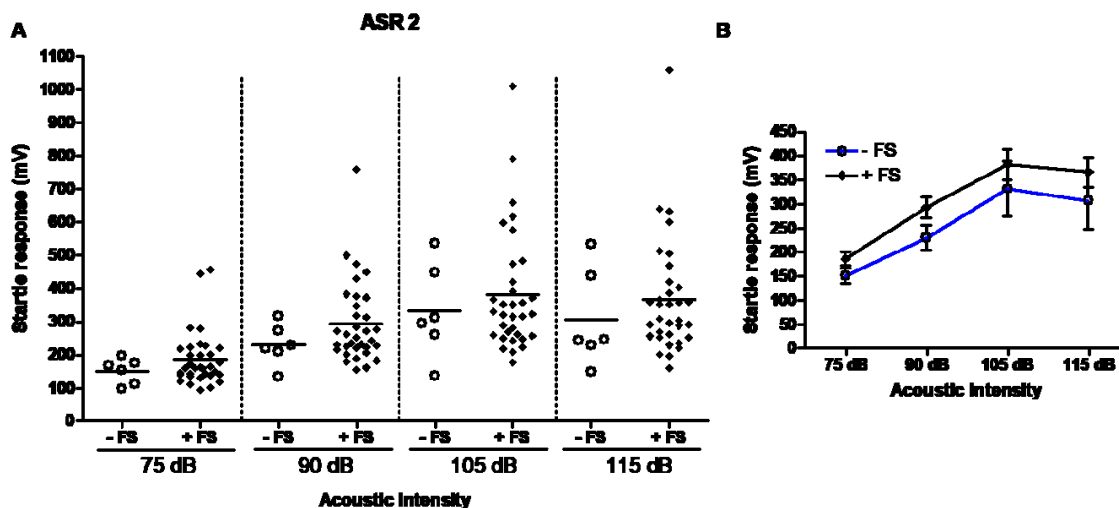 ASR 2
A
Startle response (mV)
1100
1000
900
800
700
600
500
400
300
200
100
0
- FS + FS - FS + FS - FS + FS - FS + FS
75 dB 90 dB 105 dB 115 dB
Acoustic Intensity
B
Startle response (mV)
450
400
350
300
250
200
150
100
50
0
- FS
+ FS
75 dB 90 dB 105 dB 115 dB
Acoustic Intensity